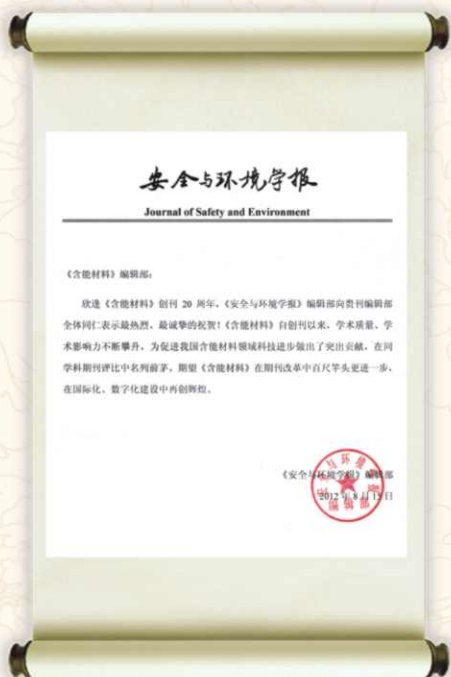 安全与环境学报
Journal of Safety and Environment
《含能材料》编辑部：
欣逢《含能材料》创刊 20 周年，《安全与环境学报》编辑部向贵刊编辑部
全体同仁表示最热烈、最诚挚的祝贺！《含能材料》自创刊以来，学术质量、学
术影响力不断攀升，为促进我国含能材料领域科技进步做出了突出贡献，在同
学科期刊评比中名列前茅。期望《含能材料》在期刊改革中百尺竿头更进一步，
在国际化、数字化建设中再创辉煌。
《安全与环境学报》编辑部
2012 年 8 月 15 日